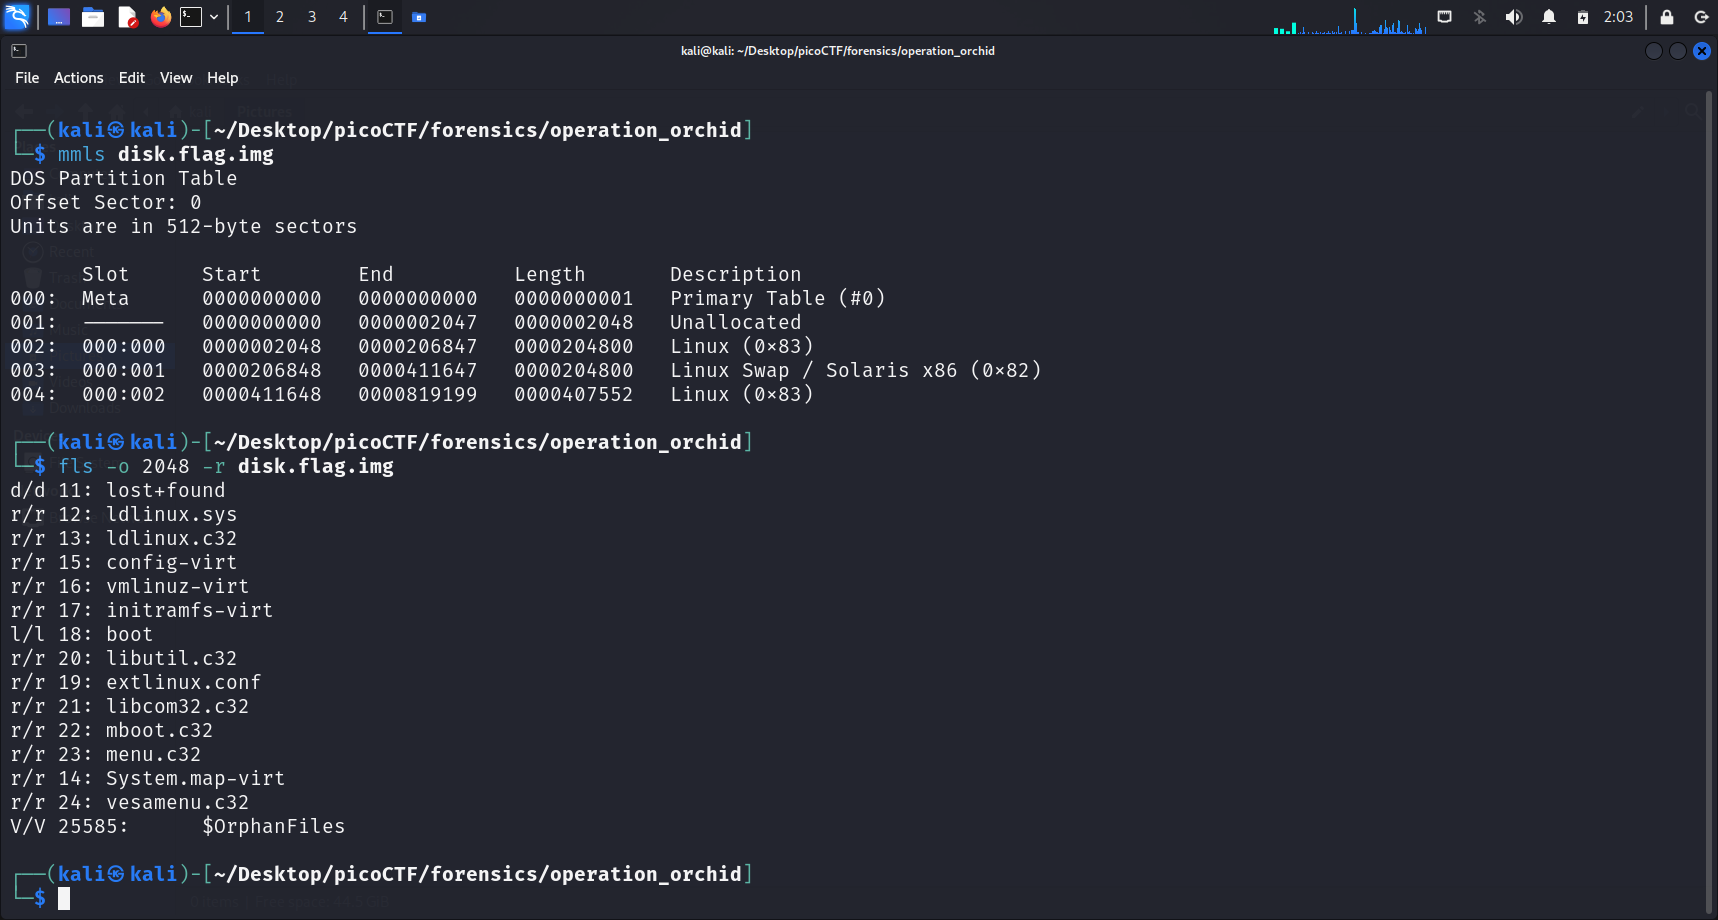 1 2 3 4 2:03
kali@kali: ~/Desktop/picoCTF/forensics/operation_orchid
File Actions Edit View Help
┌──(kali㉿kali)-[~/Desktop/picoCTF/forensics/operation_orchid]
└─$ mmls disk.flag.img
DOS Partition Table
Offset Sector: 0
Units are in 512-byte sectors
Slot Start End Length Description
000: Meta 0000000000 0000000000 0000000001 Primary Table (#0)
001: ------- 0000000000 0000002047 0000002048 Unallocated
002: 000:000 0000002048 0000206847 0000204800 Linux (0×83)
003: 000:001 0000206848 0000411647 0000204800 Linux Swap / Solaris x86 (0×82)
004: 000:002 0000411648 0000819199 0000407552 Linux (0×83)
┌──(kali㉿kali)-[~/Desktop/picoCTF/forensics/operation_orchid]
└─$ fls -o 2048 -r disk.flag.img
d/d 11: lost+found
r/r 12: ldlinux.sys
r/r 13: ldlinux.c32
r/r 15: config-virt
r/r 16: vmlinuz-virt
r/r 17: initramfs-virt
l/l 18: boot
r/r 20: libutil.c32
r/r 19: extlinux.conf
r/r 21: libcom32.c32
r/r 22: mboot.c32
r/r 23: menu.c32
r/r 14: System.map-virt
r/r 24: vesamenu.c32
V/V 25585: $OrphanFiles
┌──(kali㉿kali)-[~/Desktop/picoCTF/forensics/operation_orchid]
└─$